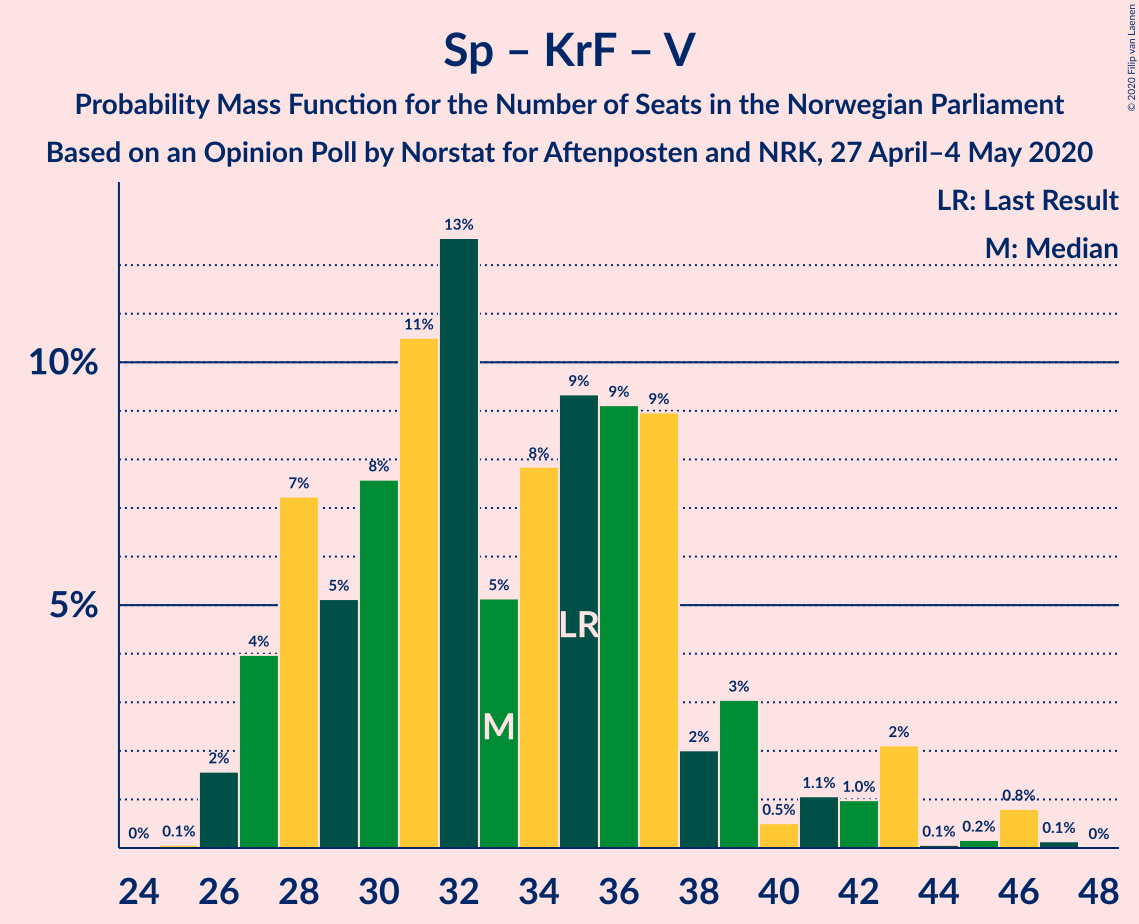 Sp – KrF – V
Probability Mass Function for the Number of Seats in the Norwegian Parliament
Based on an Opinion Poll by Norstat for Aftenposten and NRK, 27 April–4 May 2020
© 2020 Filip van Laenen
LR: Last Result
M: Median
10%
5%
0% 0.1% 2% 4% 7% 5% 8% 11% 13% 5% 8% 9% 9% 9% 2% 3% 0.5% 1.1% 1.0% 2% 0.1% 0.2% 0.8% 0.1% 0%
LR
M
24 26 28 30 32 34 36 38 40 42 44 46 48